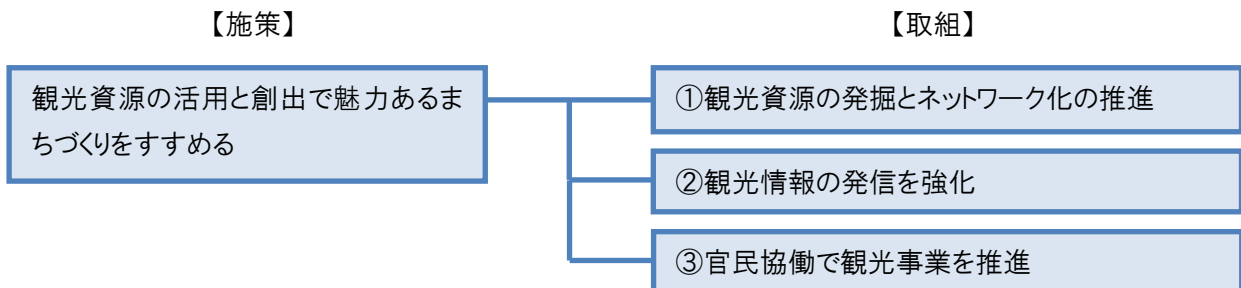 【施策】
【取組】
観光資源の活用と創出で魅力あるま
ちづくりをすすめる
①観光資源の発掘とネットワーク化の推進
②観光情報の発信を強化
③官民協働で観光事業を推進